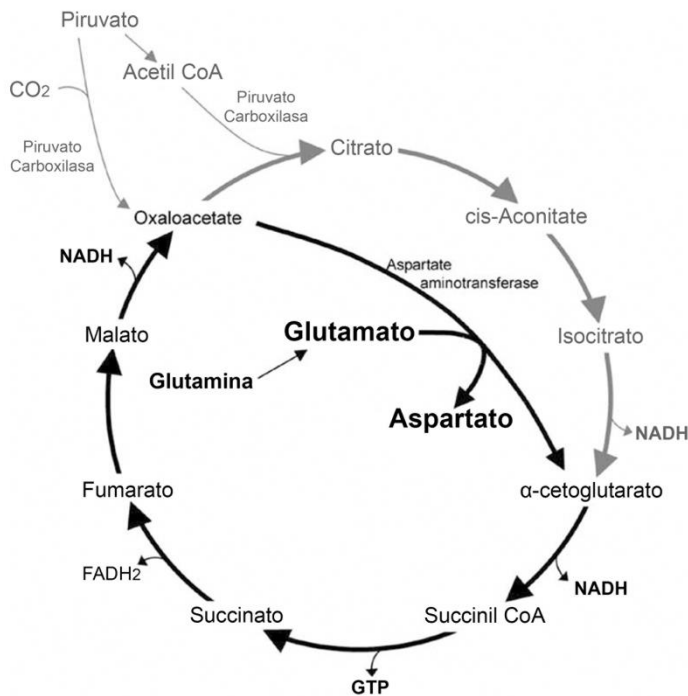 Piruvato
Acetil CoA
CO2
Piruvato
Carboxilasa
Piruvato
Carboxilasa
Citrato
cis-Aconitate
Oxaloacetate
NADH
Aspartate
aminotransferase
Malato
Glutamato
Isocitrato
Glutamina
Aspartato
NADH
Fumarato
α-cetoglutarato
FADH2
NADH
Succinato
Succinil CoA
GTP